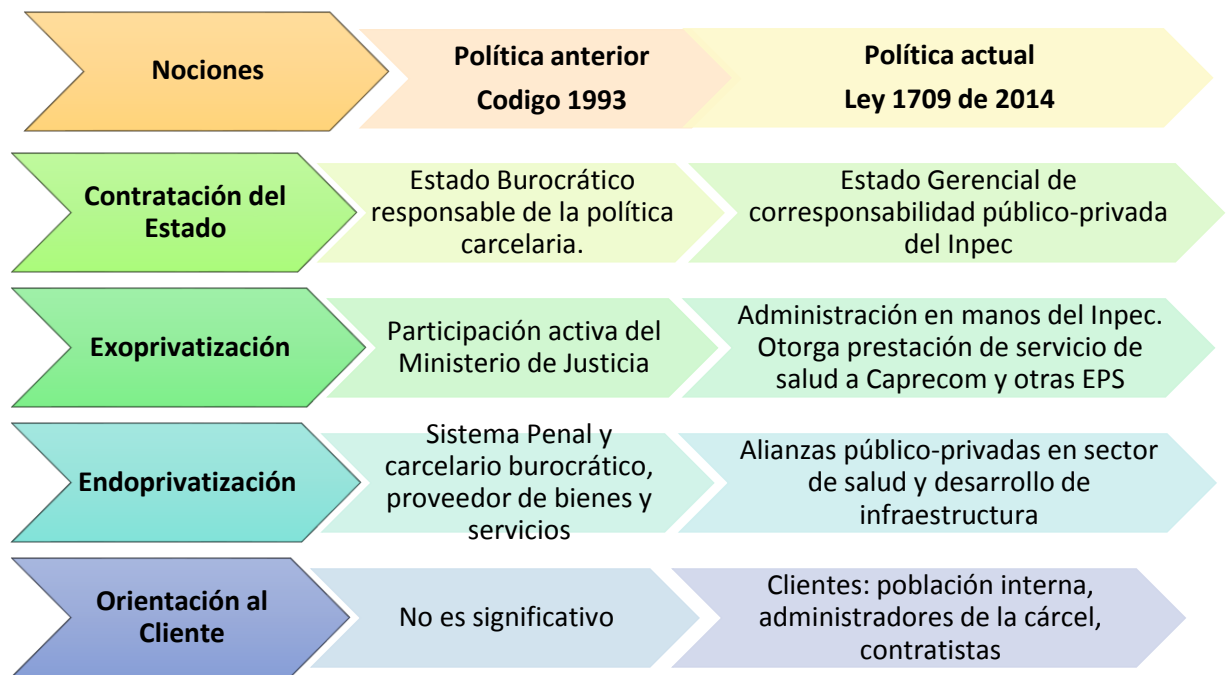 Nociones
Política anterior
Codigo 1993
Política actual
Ley 1709 de 2014
Contratación del
Estado
Estado Burocrático
responsable de la política
carcelaria.
Estado Gerencial de
corresponsabilidad público-privada
del Inpec
Exoprivatización
Participación activa del
Ministerio de Justicia
Administración en manos del Inpec.
Otorga prestación de servicio de
salud a Caprecom y otras EPS
Endoprivatización
Sistema Penal y
carcelario burocrático,
proveedor de bienes y
servicios
Alianzas público-privadas en sector
de salud y desarrollo de
infraestructura
Orientación al
Cliente
No es significativo
Clientes: población interna,
administradores de la cárcel,
contratistas